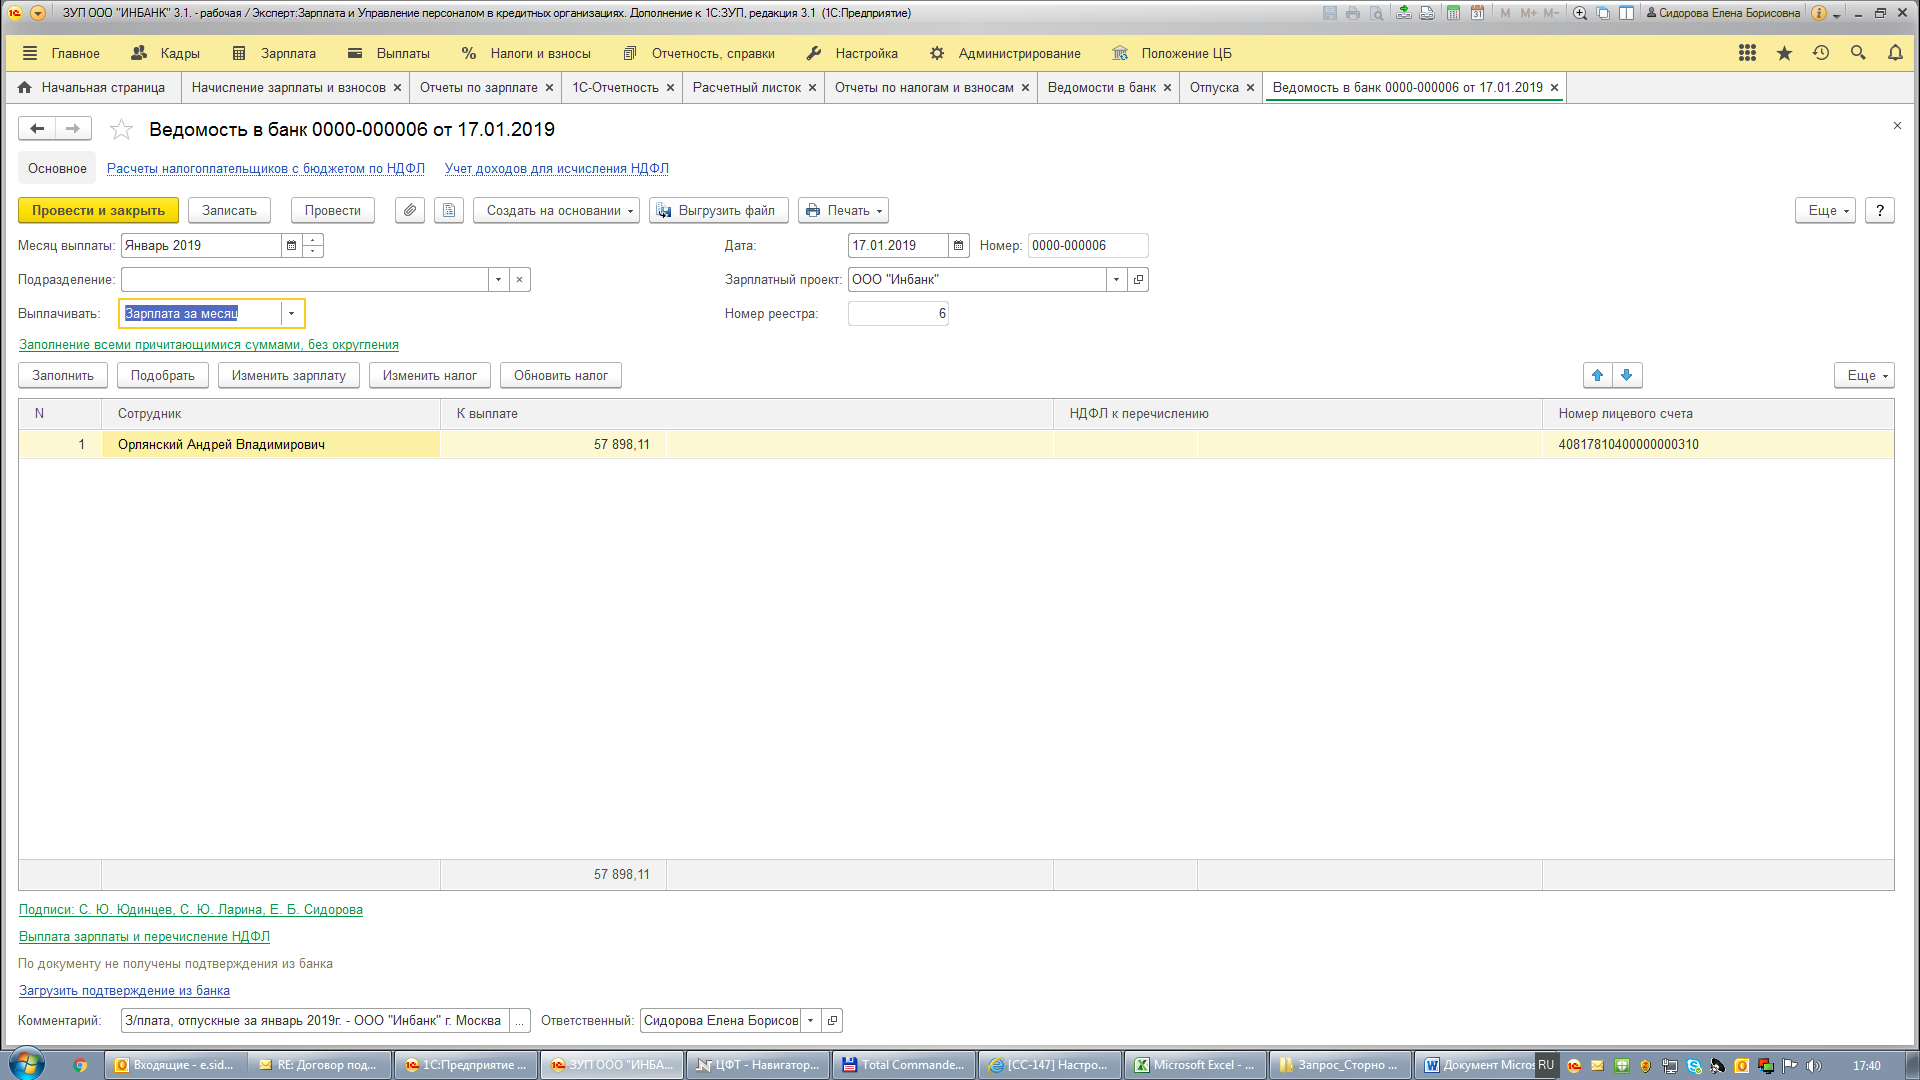 ЗУП ООО "ИНБАНК" 3.1. - рабочая / Эксперт:Зарплата и Управление персоналом в кредитных организациях. Дополнение к 1С:ЗУП, редакция 3.1 (1С:Предприятие)
M M+ M- Сидорова Елена Борисовна
Главное Кадры Зарплата Выплаты Налоги и взносы Отчетность, справки Настройка Администрирование Положение ЦБ
Начальная страница Начисление зарплаты и взносов Отчеты по зарплате 1С-Отчетность Расчетный листок Отчеты по налогам и взносам Ведомости в банк Отпуска Ведомость в банк 0000-000006 от 17.01.2019
Ведомость в банк 0000-000006 от 17.01.2019
Основное Расчеты налогоплательщиков с бюджетом по НДФЛ Учет доходов для исчисления НДФЛ
Провести и закрыть Записать Провести Создать на основании Выгрузить файл Печать Еще ?
Месяц выплаты: Январь 2019 Дата: 17.01.2019 Номер: 0000-000006
Подразделение: Зарплатный проект: ООО "Инбанк"
Выплачивать: Зарплата за месяц Номер реестра: 6
Заполнение всеми причитающимися суммами, без округления
Заполнить Подобрать Изменить зарплату Изменить налог Обновить налог Еще
N Сотрудник К выплате НДФЛ к перечислению Номер лицевого счета
1 Орлянский Андрей Владимирович 57 898,11 40817810400000000310
57 898,11
Подписи: С. Ю. Юдинцев, С. Ю. Ларина, Е. Б. Сидорова
Выплата зарплаты и перечисление НДФЛ
По документу не получены подтверждения из банка
Загрузить подтверждение из банка
Комментарий: З/плата, отпускные за январь 2019г. - ООО "Инбанк" г. Москва ... Ответственный: Сидорова Елена Борисов
Входящие - e.sid... RE: Договор под... 1С:Предприятие ... ЗУП ООО "ИНБА... ЦФТ - Навигатор... Total Commande... [CC-147] Настро... Microsoft Excel - ... Запрос_Сторно ... Документ Micros RU 17:40